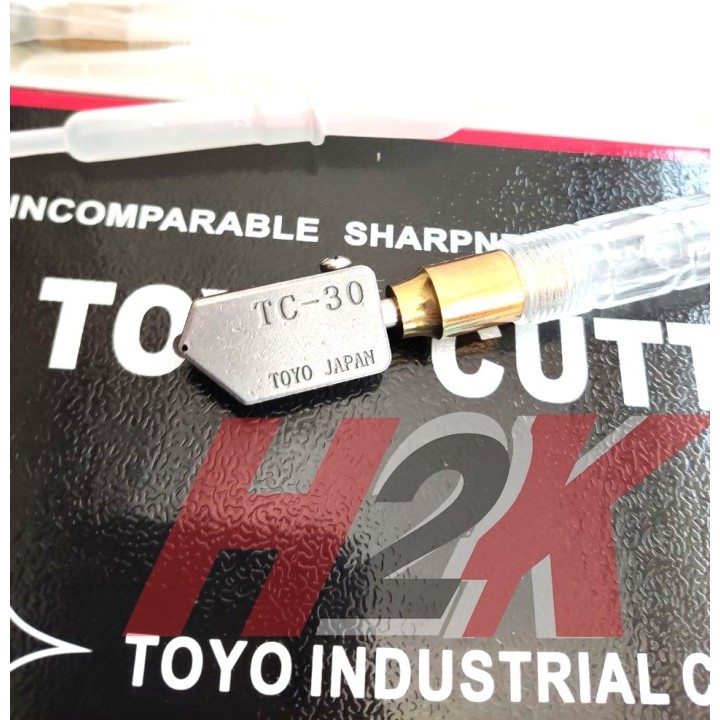 INCOMPARABLE SHARPN
TO
CUTT
TC-30
TOYO JAPAN
H2K
TOYO INDUSTRIAL C